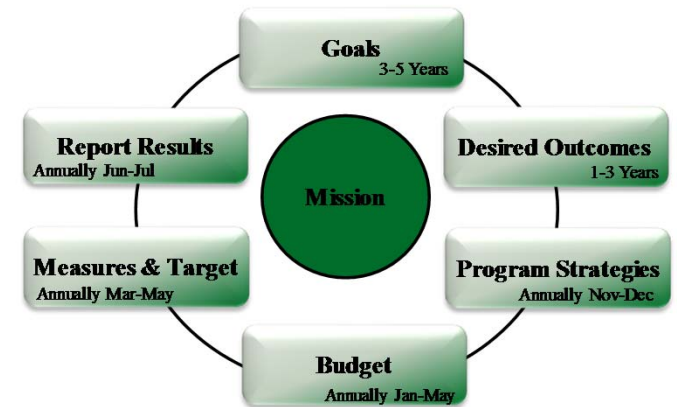 Goals
3-5 Years
Desired Outcomes
1-3 Years
Program Strategies
Annually Nov-Dec
Budget
Annually Jan-May
Measures & Target
Annually Mar-May
Report Results
Annually Jun-Jul
Mission